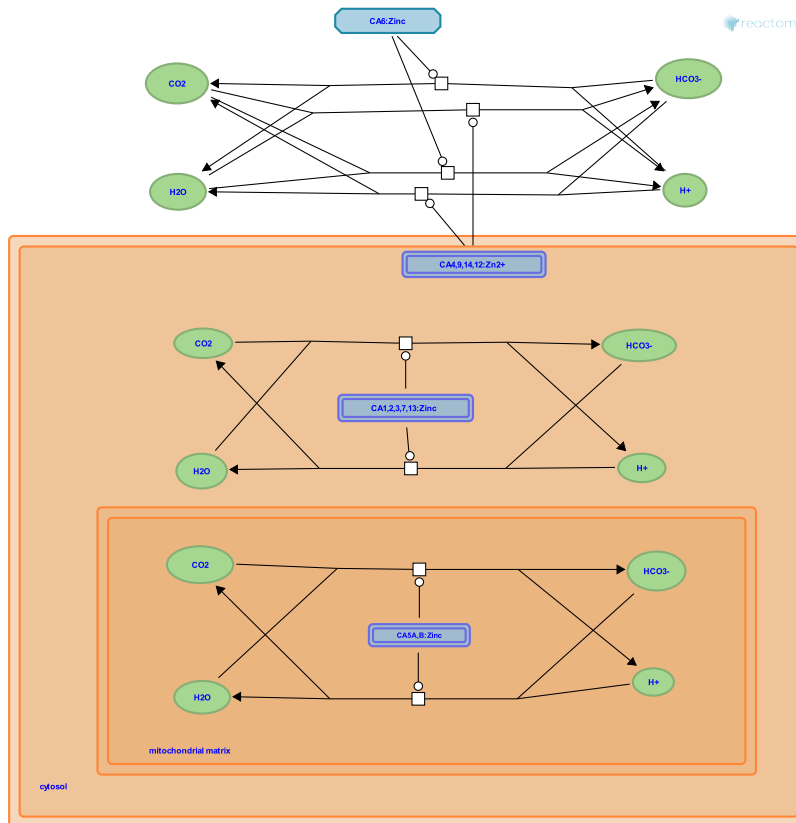 CA6:Zinc
reactom
CO2
HCO3-
H2O
H+
CA4,9,14,12:Zn2+
CO2
HCO3-
CA1,2,3,7,13:Zinc
H2O
H+
CO2
HCO3-
CA5A,B:Zinc
H2O
H+
mitochondrial matrix
cytosol